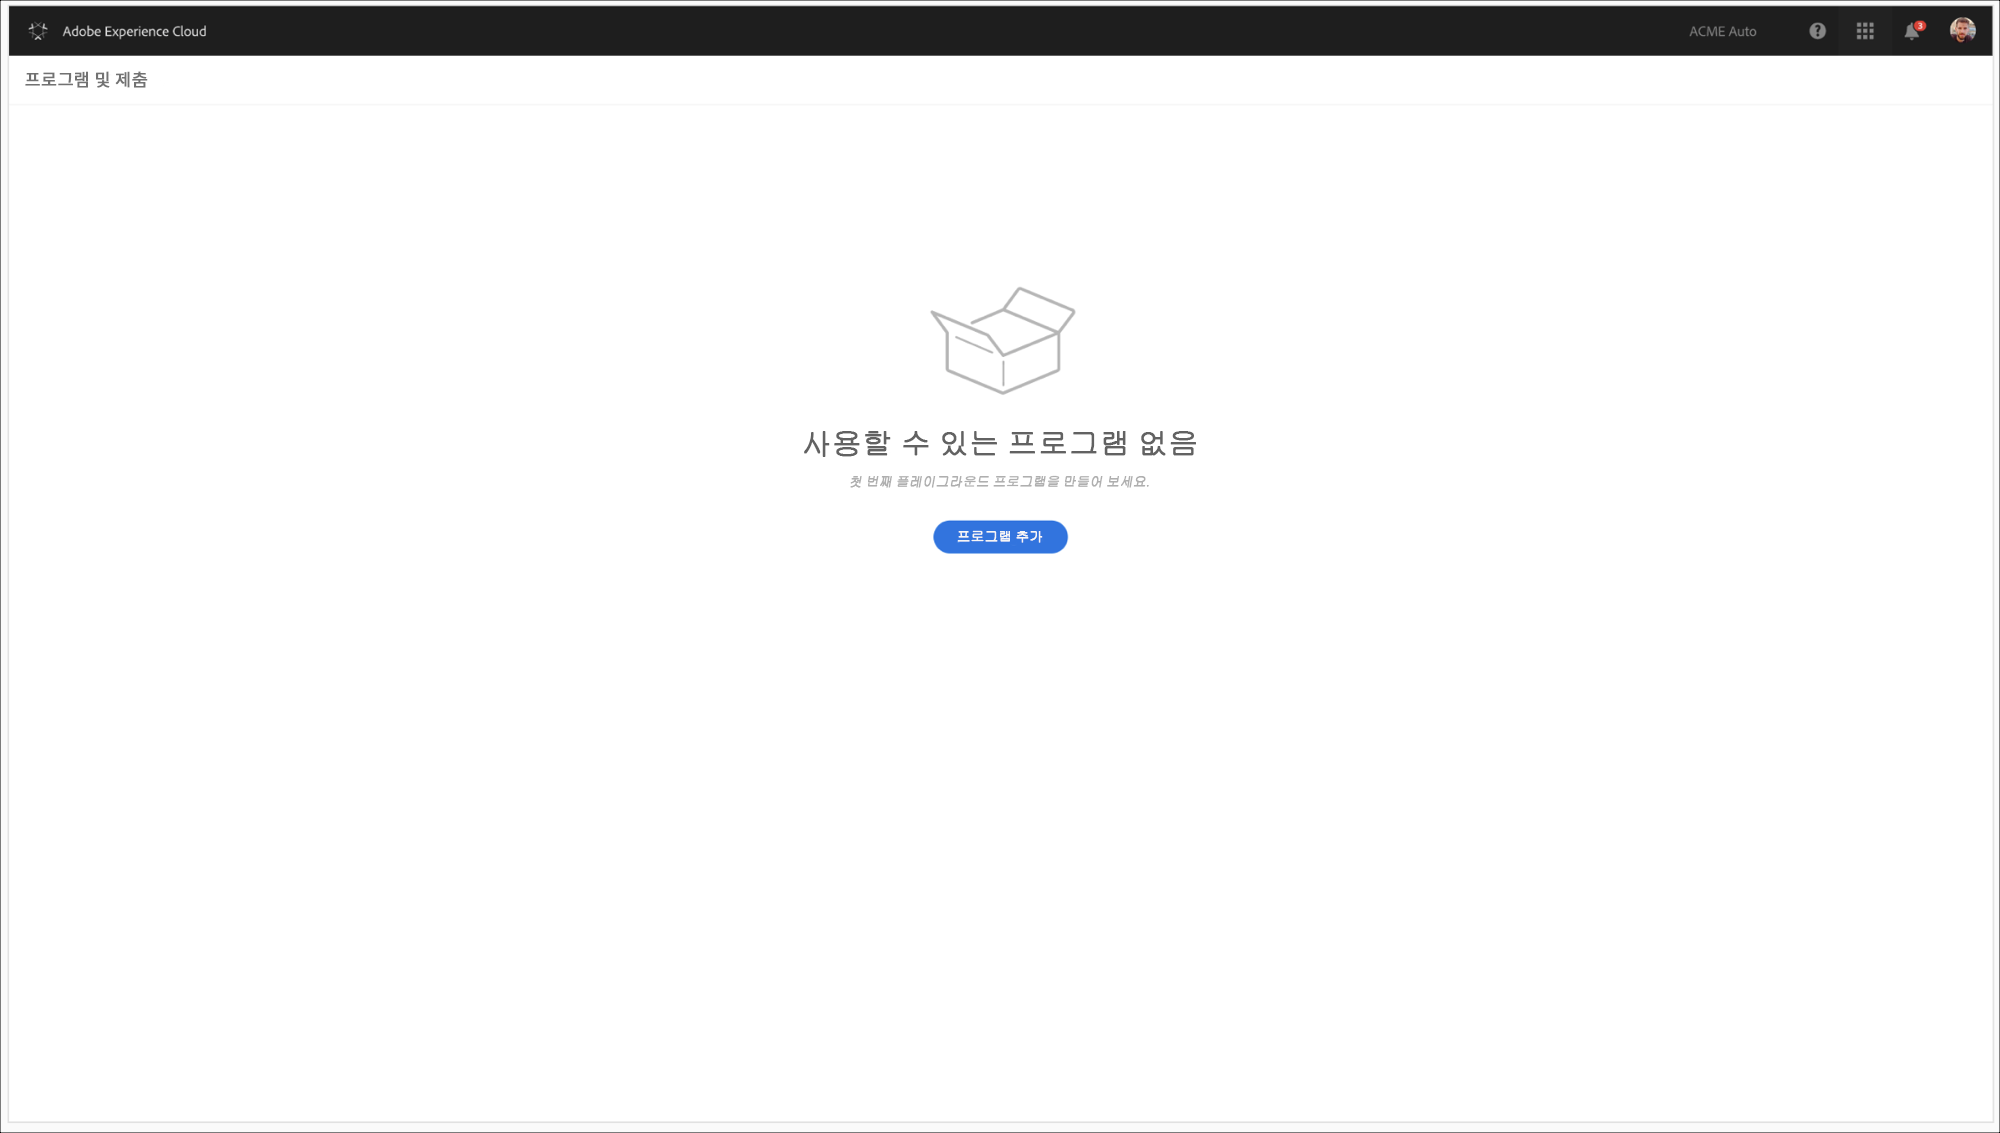 Adobe Experience Cloud
ACME Auto
3
프로그램 및 제춤
사용할 수 있는 프로그램 없음
첫 번째 플레이그라운드 프로그램을 만들어 보세요.
프로그램 추가